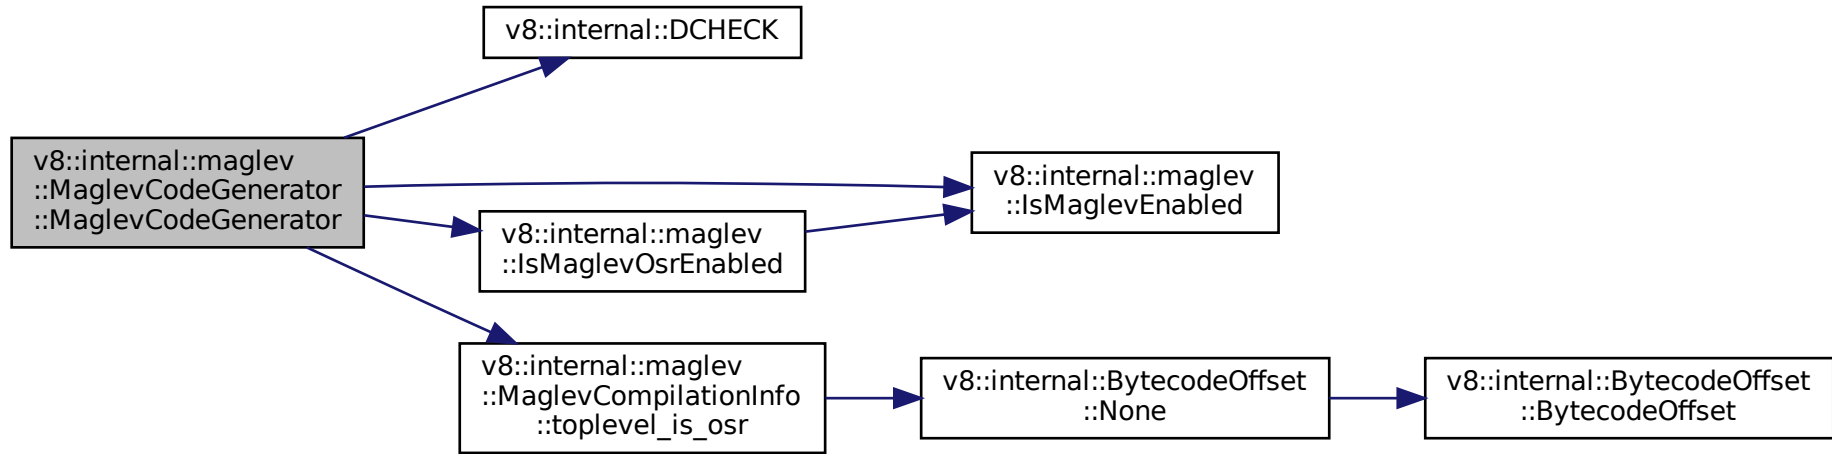 v8::internal::DCHECK
v8::internal::maglev
::MaglevCodeGenerator
::MaglevCodeGenerator
v8::internal::maglev
::IsMaglevEnabled
v8::internal::maglev
::IsMaglevOsrEnabled
v8::internal::maglev
::MaglevCompilationInfo
::toplevel_is_osr
v8::internal::BytecodeOffset
::None
v8::internal::BytecodeOffset
::BytecodeOffset